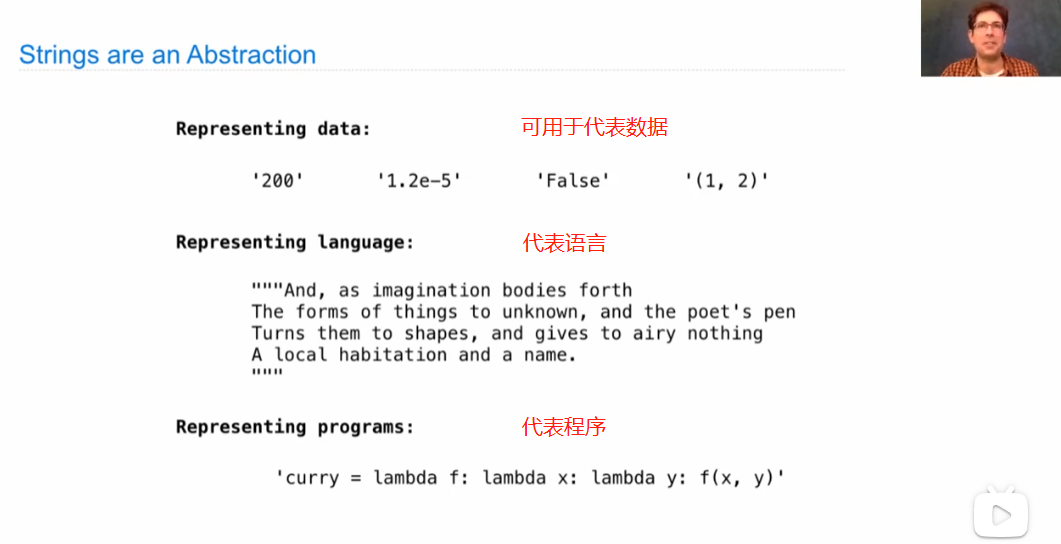 Strings are an Abstraction
Representing data: 可用于代表数据
'200' '1.2e-5' 'False' '(1, 2)'
Representing language: 代表语言
"""And, as imagination bodies forth
The forms of things to unknown, and the poet's pen
Turns them to shapes, and gives to airy nothing
A local habitation and a name.
"""
Representing programs: 代表程序
'curry = lambda f: lambda x: lambda y: f(x, y)'